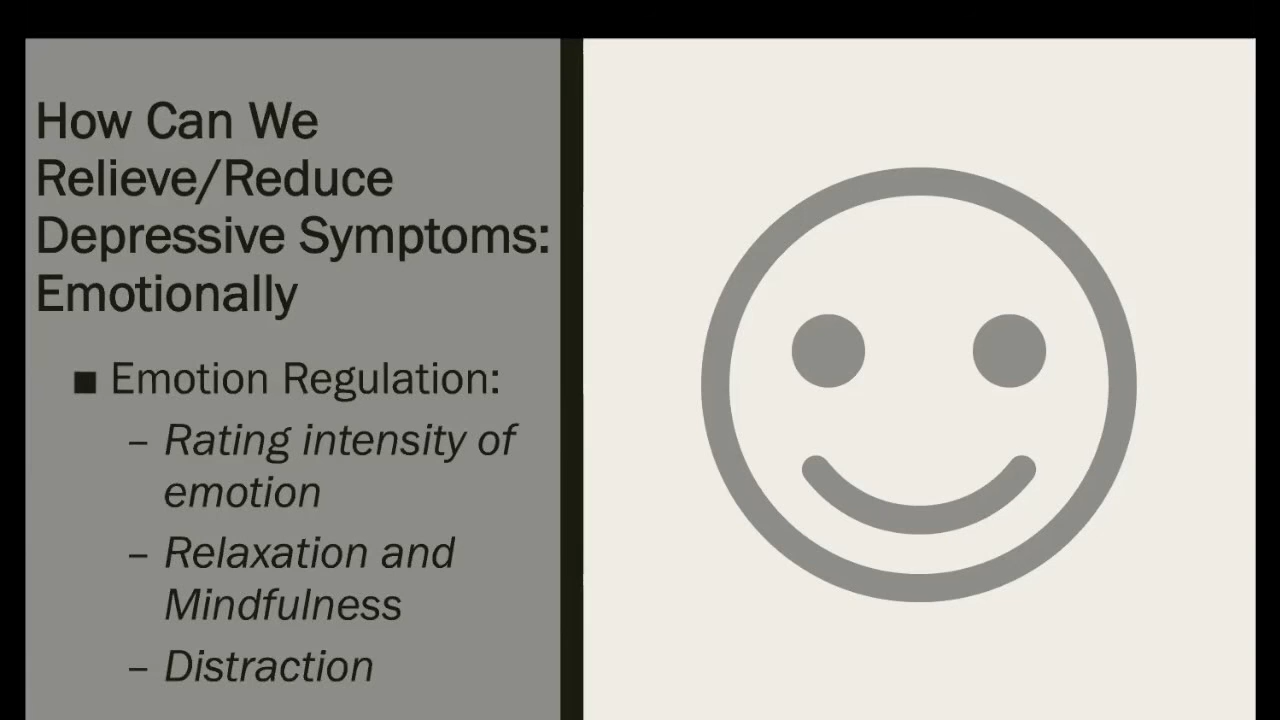 How Can We
Relieve/Reduce
Depressive Symptoms:
Emotionally
■ Emotion Regulation:
– Rating intensity of
emotion
– Relaxation and
Mindfulness
– Distraction